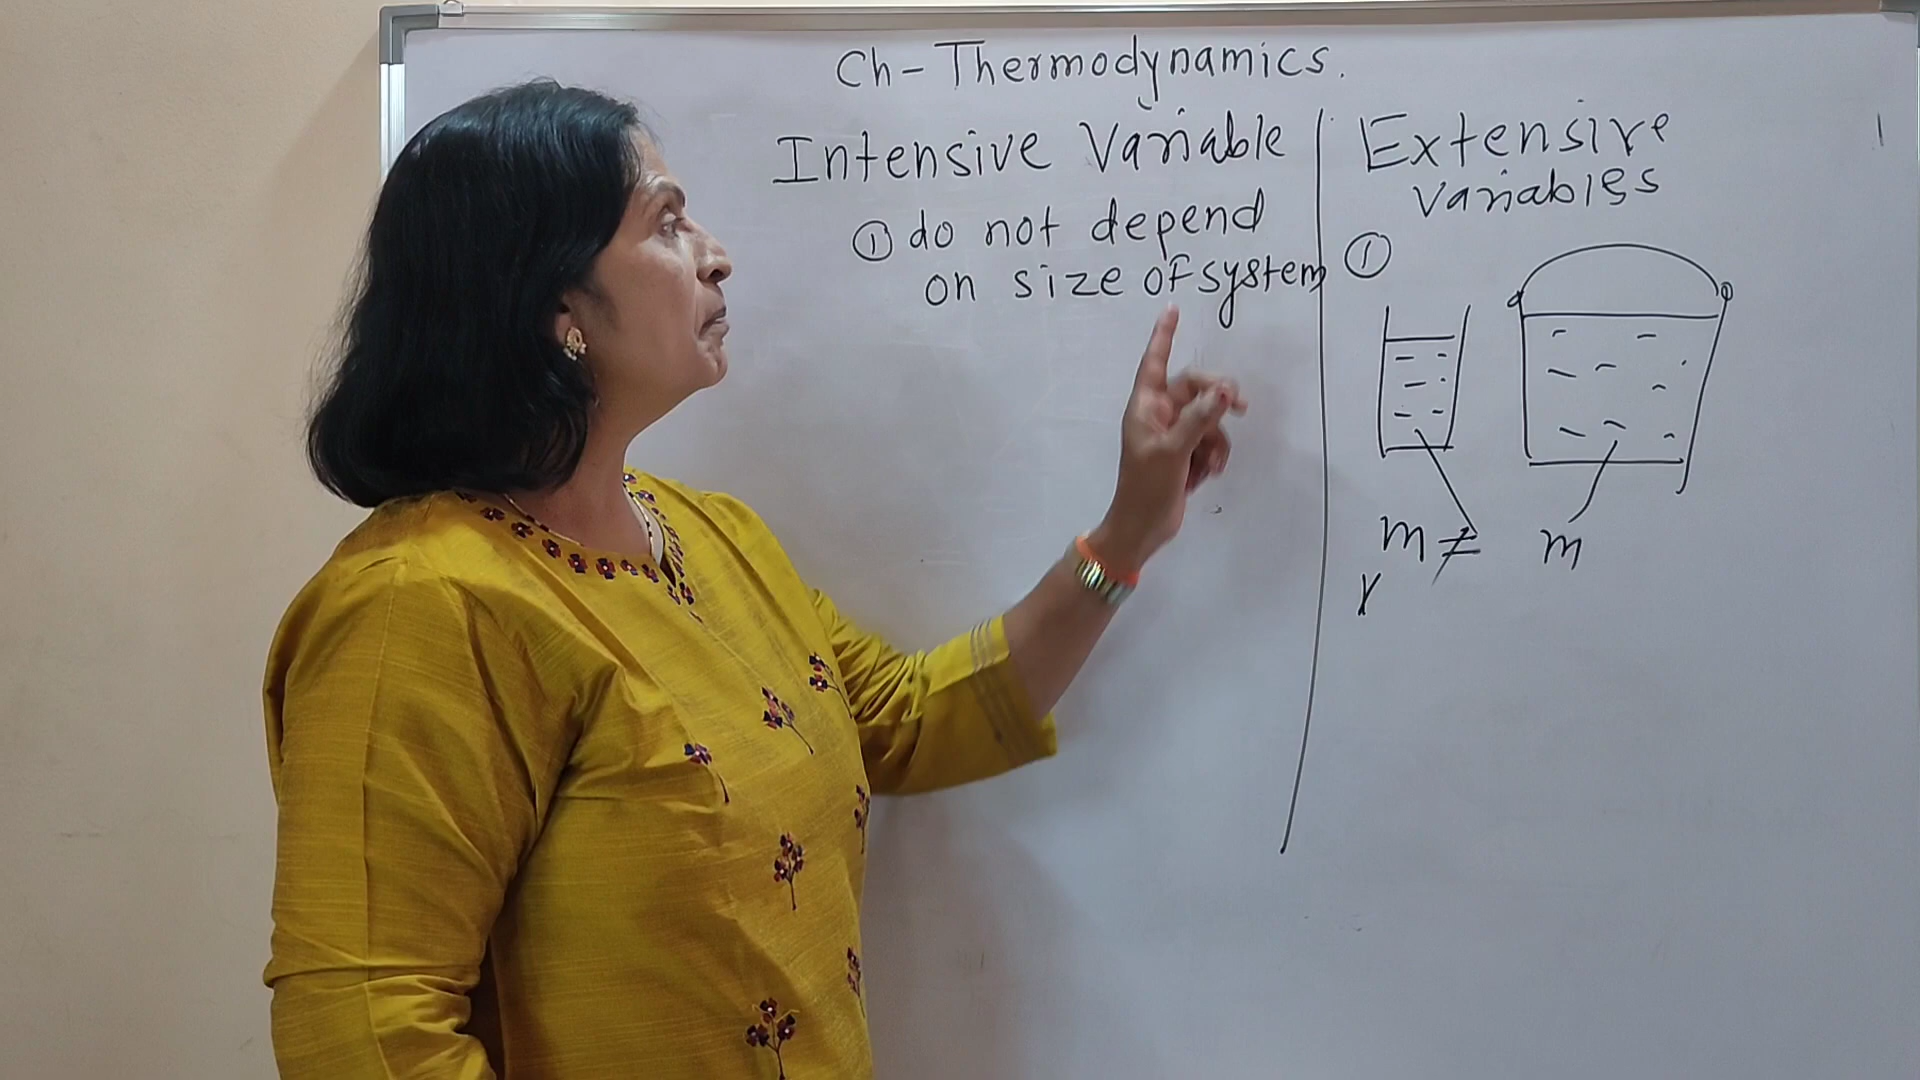 Ch - Thermodynamics.
Intensive Variable
① do not depend
on size of system
Extensive
variables
①
m ≠ m